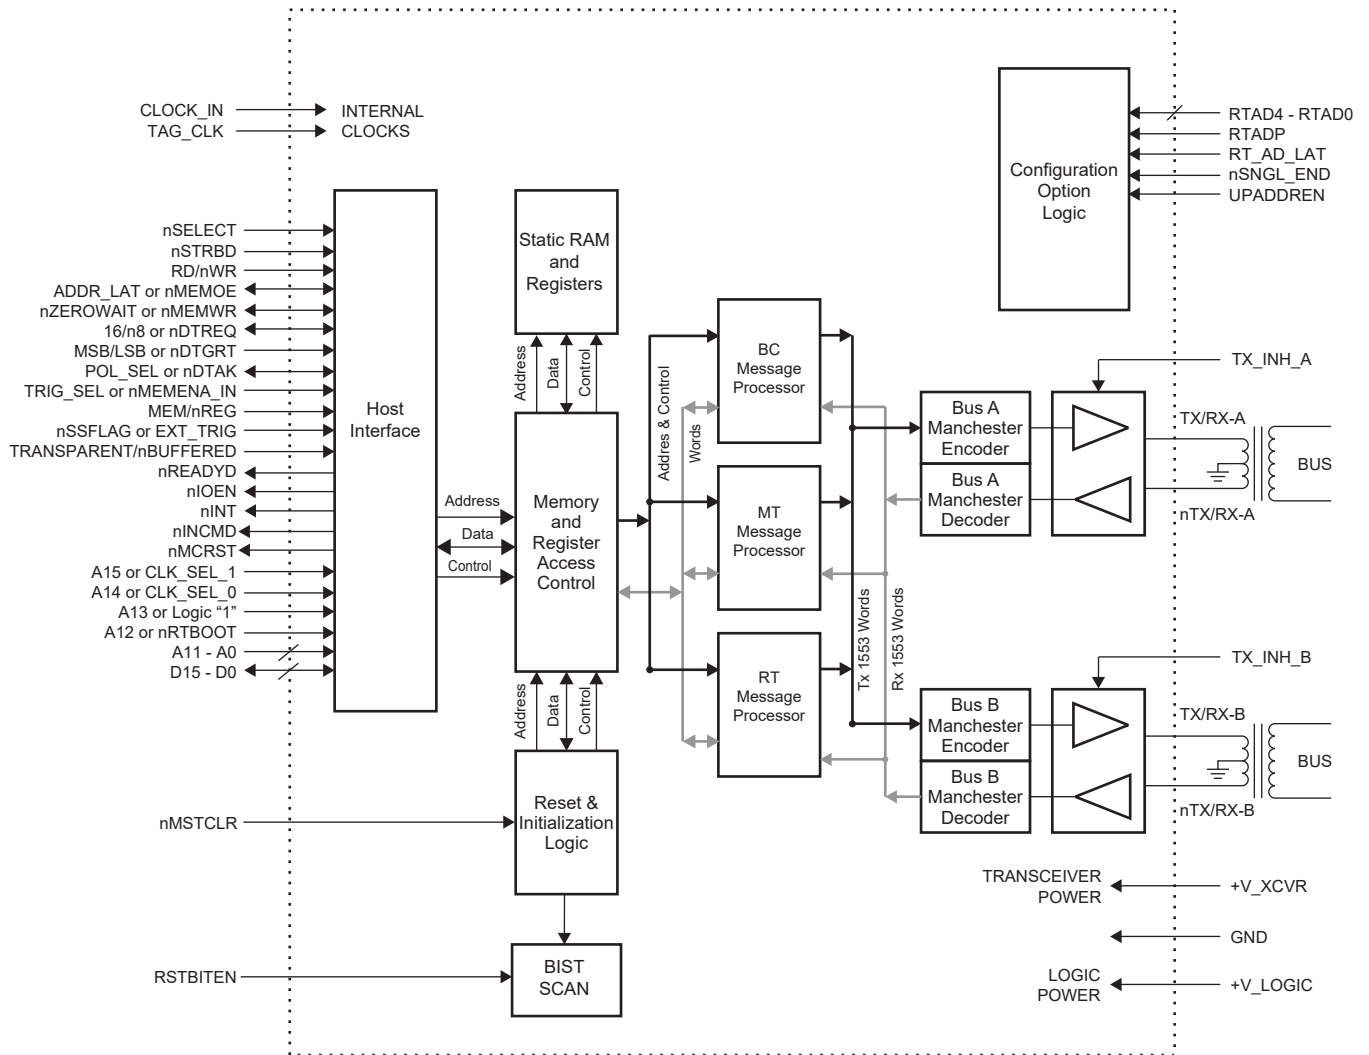 CLOCK_IN
TAG_CLK
INTERNAL
CLOCKS
nSELECT
nSTRBD
RD/nWR
ADDR_LAT or nMEMOE
nZEROWAIT or nMEMWR
16/n8 or nDTREQ
MSB/LSB or nDTGRT
POL_SEL or nDTAK
TRIG_SEL or nMEMENA_IN
MEM/nREG
nSSFLAG or EXT_TRIG
TRANSPARENT/nBUFFERED
nREADYD
nIOEN
nINT
nINCMD
nMCRST
A15 or CLK_SEL_1
A14 or CLK_SEL_0
A13 or Logic “1”
A12 or nRTBOOT
A11 - A0
D15 - D0
nMSTCLR
RSTBITEN
Host
Interface
Address
Data
Control
Static RAM
and
Registers
Address
Data
Control
Memory
and
Register
Access
Control
Address
Data
Control
Reset &
Initialization
Logic
BIST
SCAN
Addres & Control
Words
BC
Message
Processor
MT
Message
Processor
RT
Message
Processor
Tx 1553 Words
Rx 1553 Words
Configuration
Option
Logic
RTAD4 - RTAD0
RTADP
RT_AD_LAT
nSNGL_END
UPADDREN
Bus A
Manchester
Encoder
Bus A
Manchester
Decoder
TX_INH_A
TX/RX-A
nTX/RX-A
BUS
Bus B
Manchester
Encoder
Bus B
Manchester
Decoder
TX_INH_B
TX/RX-B
nTX/RX-B
BUS
TRANSCEIVER
POWER
+V_XCVR
GND
LOGIC
POWER
+V_LOGIC